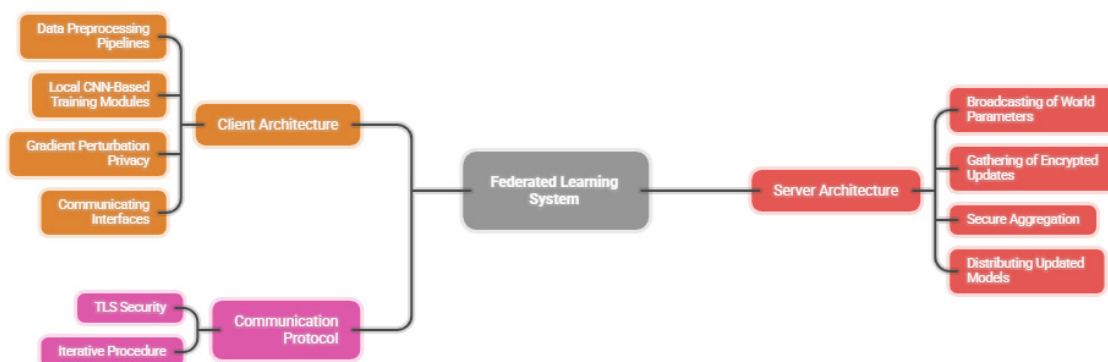 Data Preprocessing
Pipelines
Local CNN-Based
Training Modules
Client Architecture
Gradient Perturbation
Privacy
Communicating
Interfaces
TLS Security
Communication
Protocol
Iterative Procedure
Federated Learning
System
Server Architecture
Broadcasting of World
Parameters
Gathering of Encrypted
Updates
Secure Aggregation
Distributing Updated
Models